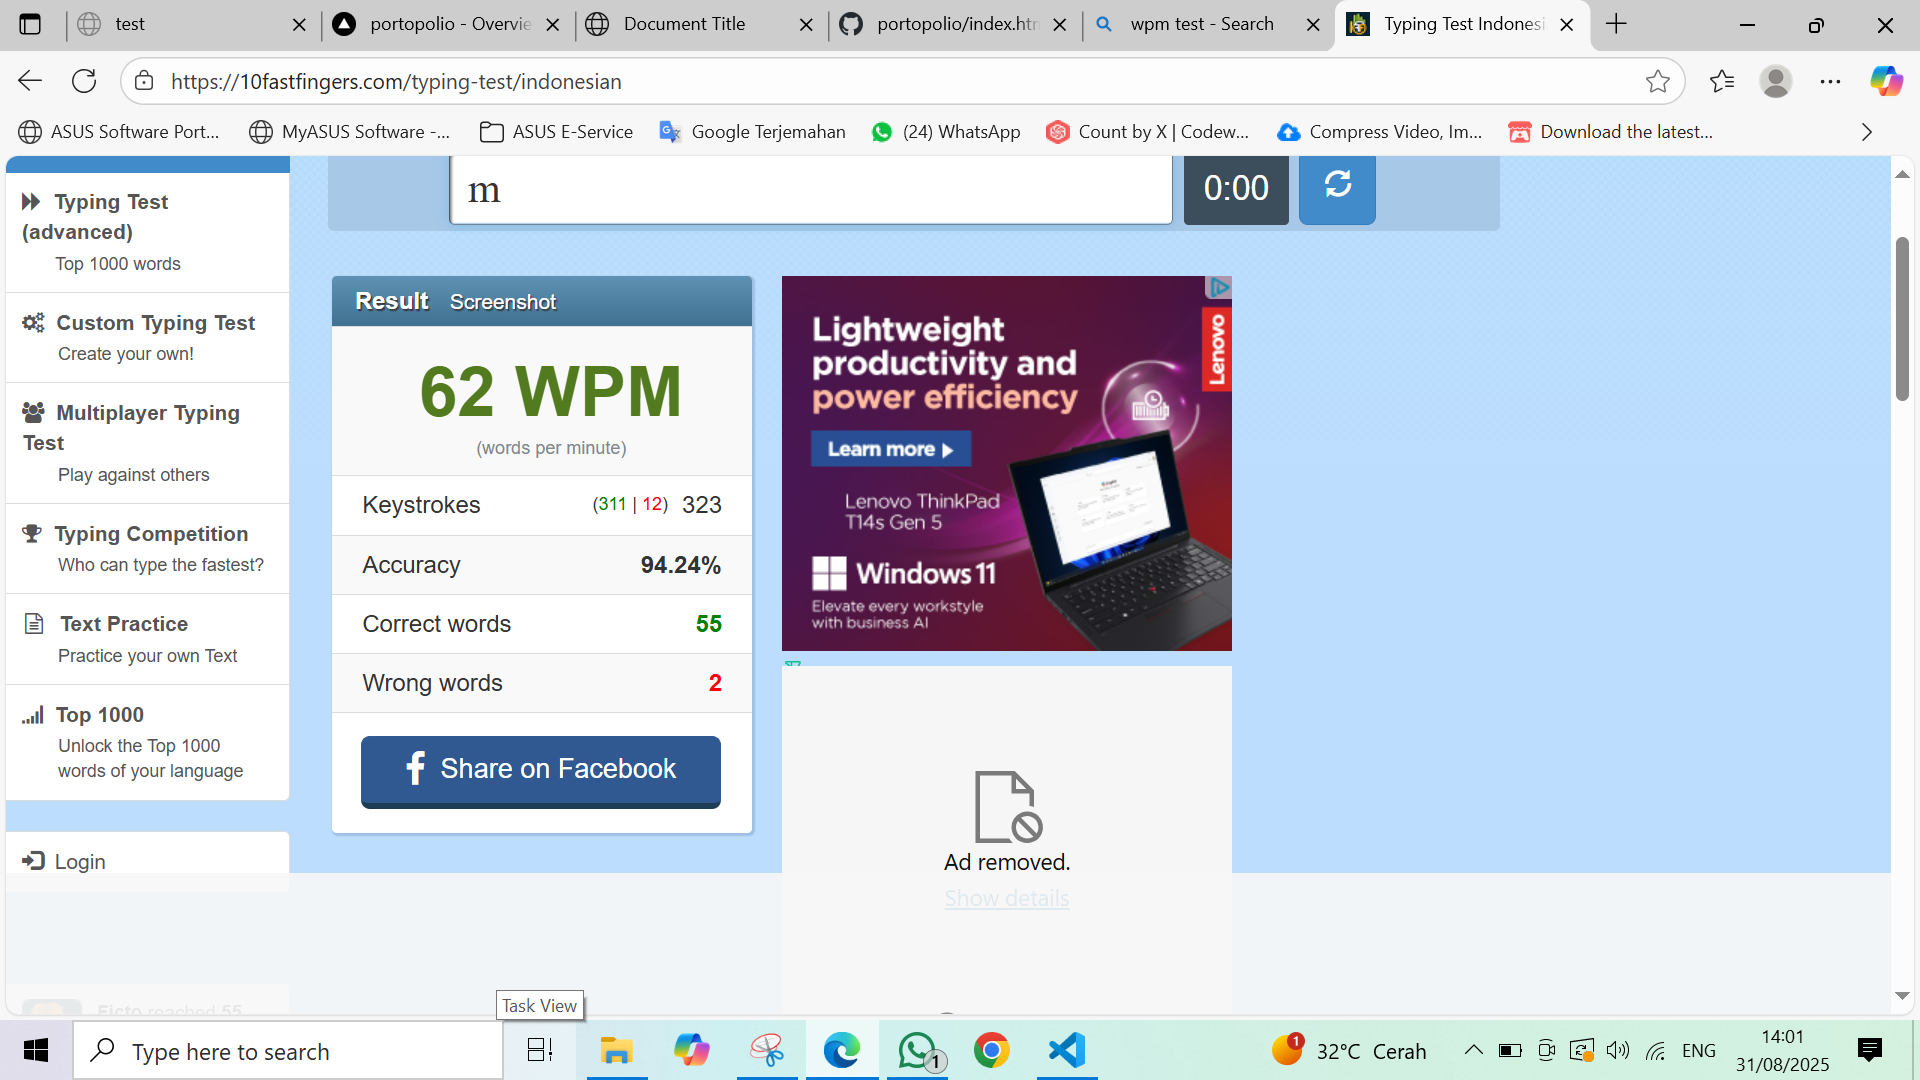 test
portopolio - Overvie
Document Title
portopolio/index.htm
wpm test - Search
Typing Test Indonesi
https://10fastfingers.com/typing-test/indonesian
ASUS Software Port...
MyASUS Software -...
ASUS E-Service
Google Terjemahan
(24) WhatsApp
Count by X | Codew...
Compress Video, Im...
Download the latest...
m
0:00
Typing Test
(advanced)
Top 1000 words
Custom Typing Test
Create your own!
Multiplayer Typing
Test
Play against others
Typing Competition
Who can type the fastest?
Text Practice
Practice your own Text
Top 1000
Unlock the Top 1000
words of your language
Login
Ficto reached 55
Result Screenshot
62 WPM
(words per minute)
Keystrokes (311 | 12) 323
Accuracy 94.24%
Correct words 55
Wrong words 2
Share on Facebook
Lightweight
productivity and
power efficiency
Lenovo
Learn more
Lenovo ThinkPad
T14s Gen 5
Windows 11
Elevate every workstyle
with business AI
Ad removed.
Show details
Task View
Type here to search
1
1
32°C Cerah
ENG
14:01
31/08/2025